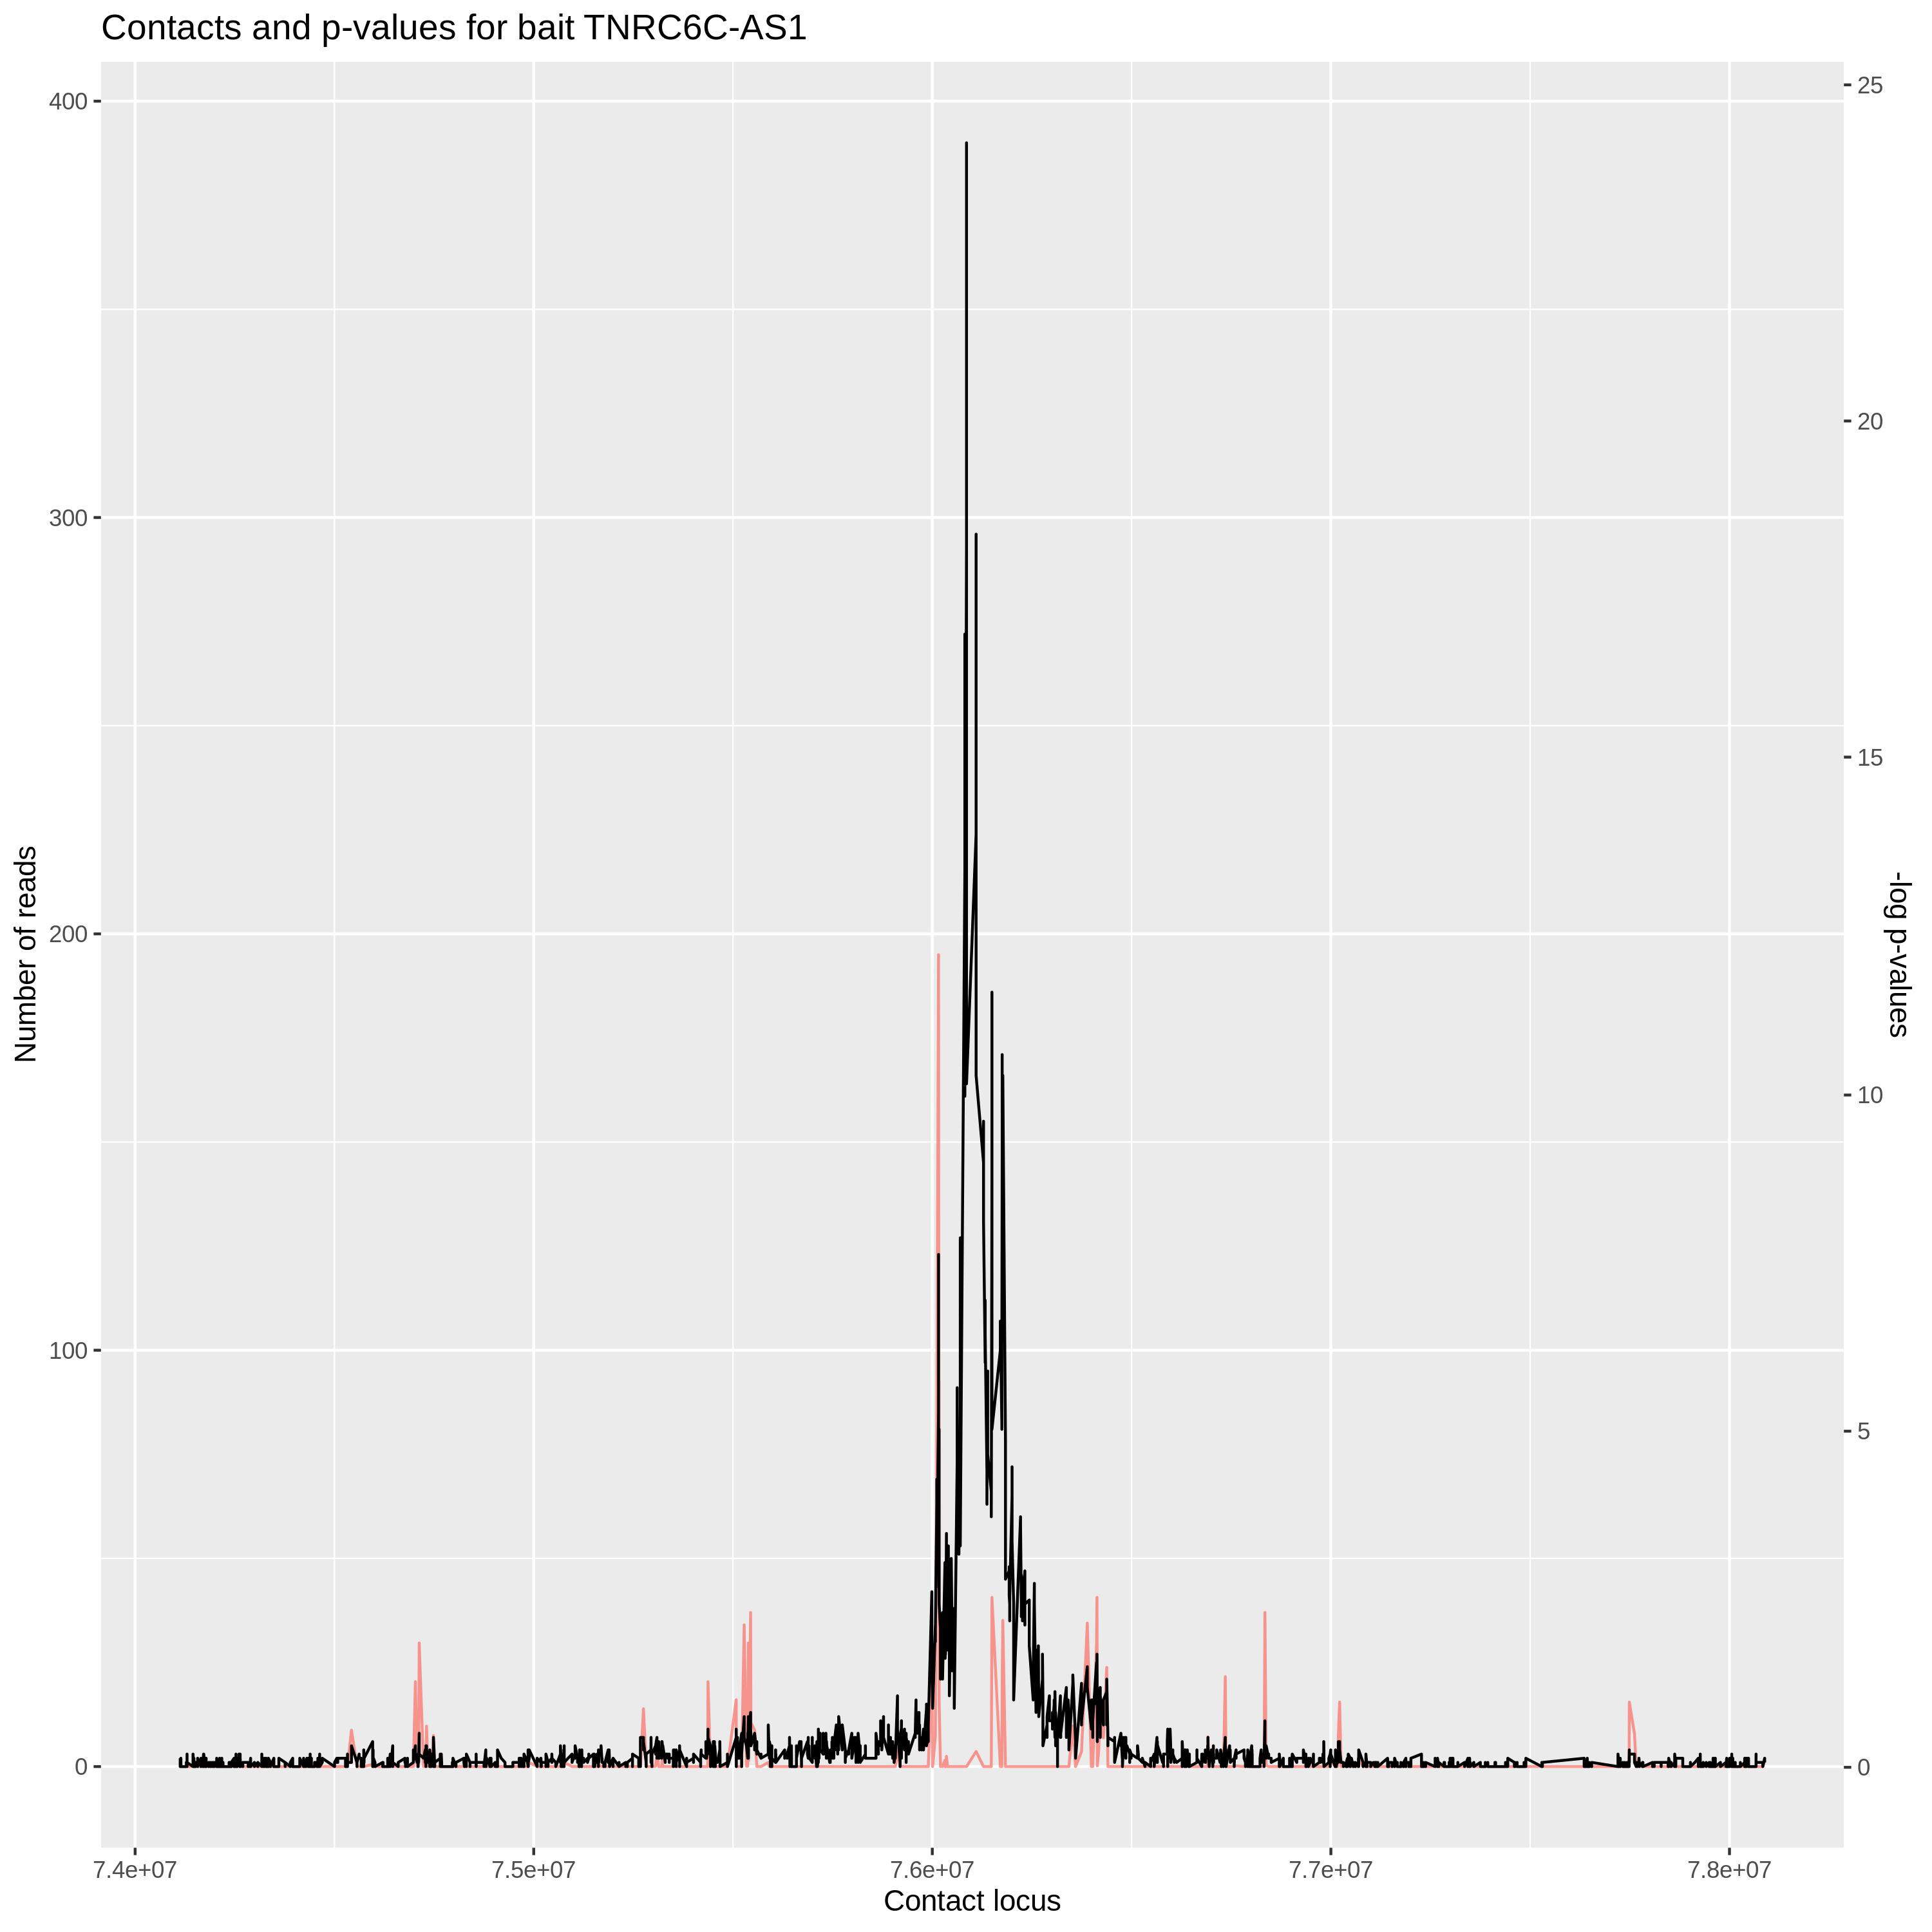 Contacts and p-values for bait TNRC6C-AS1
400
300
200
100
0
Number of reads
25
20
15
10
5
0
-log p-values
7.4e+07
7.5e+07
7.6e+07
7.7e+07
7.8e+07
Contact locus